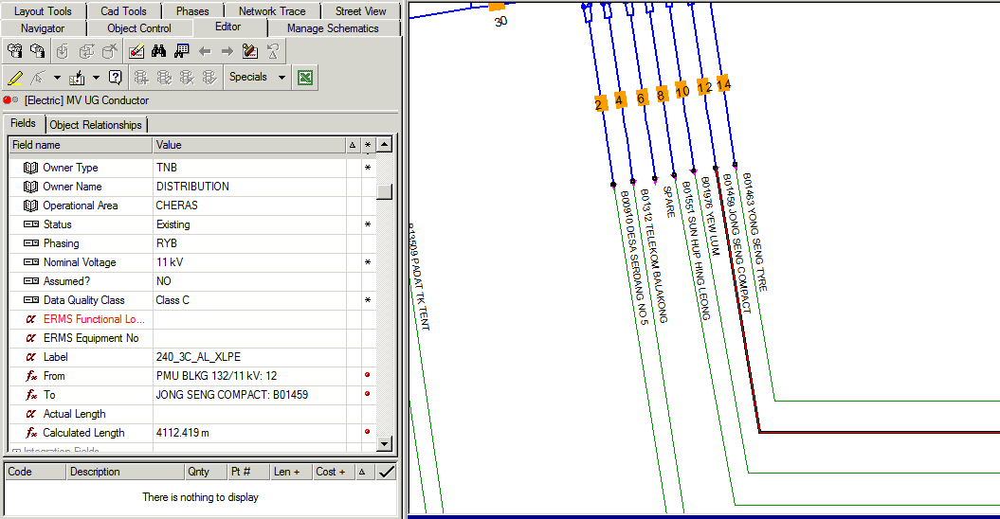 Layout Tools Cad Tools Phases Network Trace Street View
Navigator Object Control Editor Manage Schematics
Specials
[Electric] MV UG Conductor
Fields Object Relationships
Field name Value
Owner Type TNB *
Owner Name DISTRIBUTION
Operational Area CHERAS
Status Existing *
Phasing RYB
Nominal Voltage 11 kV *
Assumed? NO
Data Quality Class Class C *
ERMS Functional Lo...
ERMS Equipment No
Label 240_3C_AL_XLPE
From PMU BLKG 132/11 kV: 12
To JONG SENG COMPACT: B01459
Actual Length
Calculated Length 4112.419 m
Integration Fields
Code Description Qnty Pt # Len + Cost +
There is nothing to display
30
2 4 6 8 10 12 14
B13509 PADAT TK TENT
B00910 DESA SERDANG NO 5
B01312 TELEKOM BALAKONG
SPARE
B01551 SUN HUP HING LEONG
B01976 YEW LUM
B01459 JONG SENG COMPACT
B01463 YONG SENG TYRE